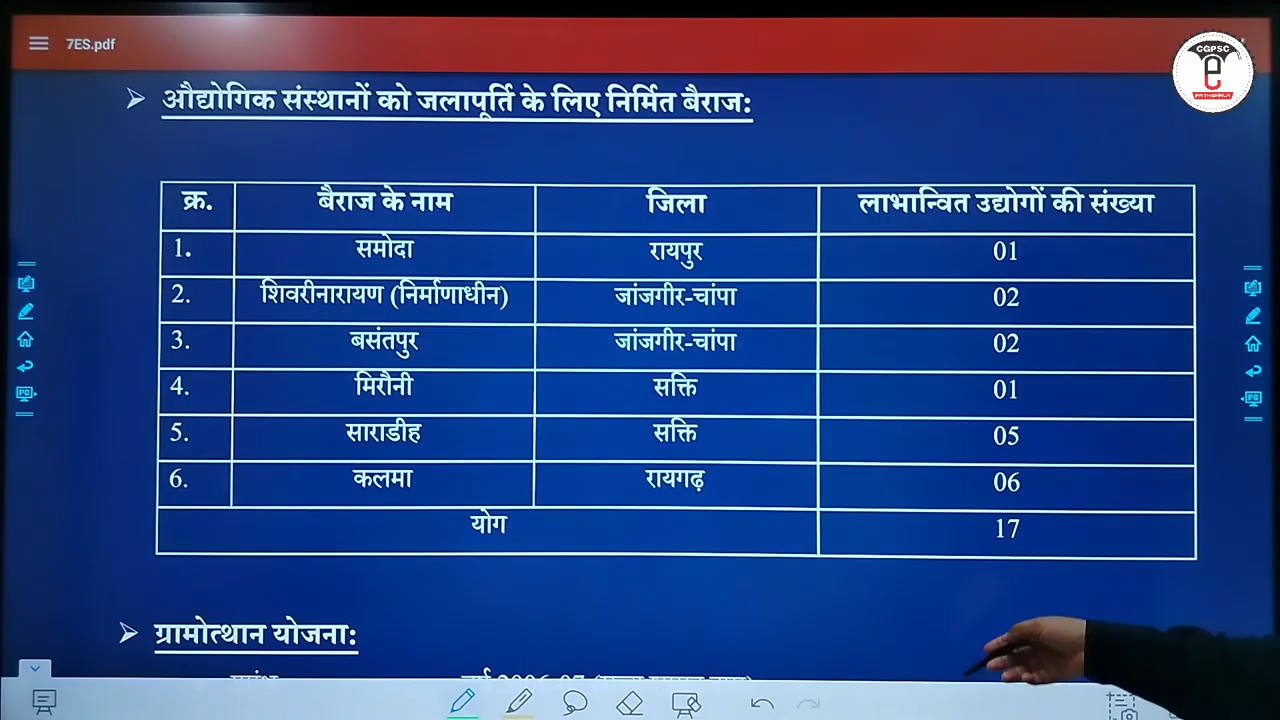 7ES.pdf
CGPSC
➢ औद्योगिक संस्थानों को जलापूर्ति के लिए निर्मित बैराज:
क्र. बैराज के नाम जिला लाभान्वित उद्योगों की संख्या
1. समोदा रायपुर 01
2. शिवरीनारायण (निर्माणाधीन) जांजगीर-चांपा 02
3. बसंतपुर जांजगीर-चांपा 02
4. मिरौनी सक्ति 01
5. साराडीह सक्ति 05
6. कलमा रायगढ़ 06
योग 17
➢ ग्रामोत्थान योजना: